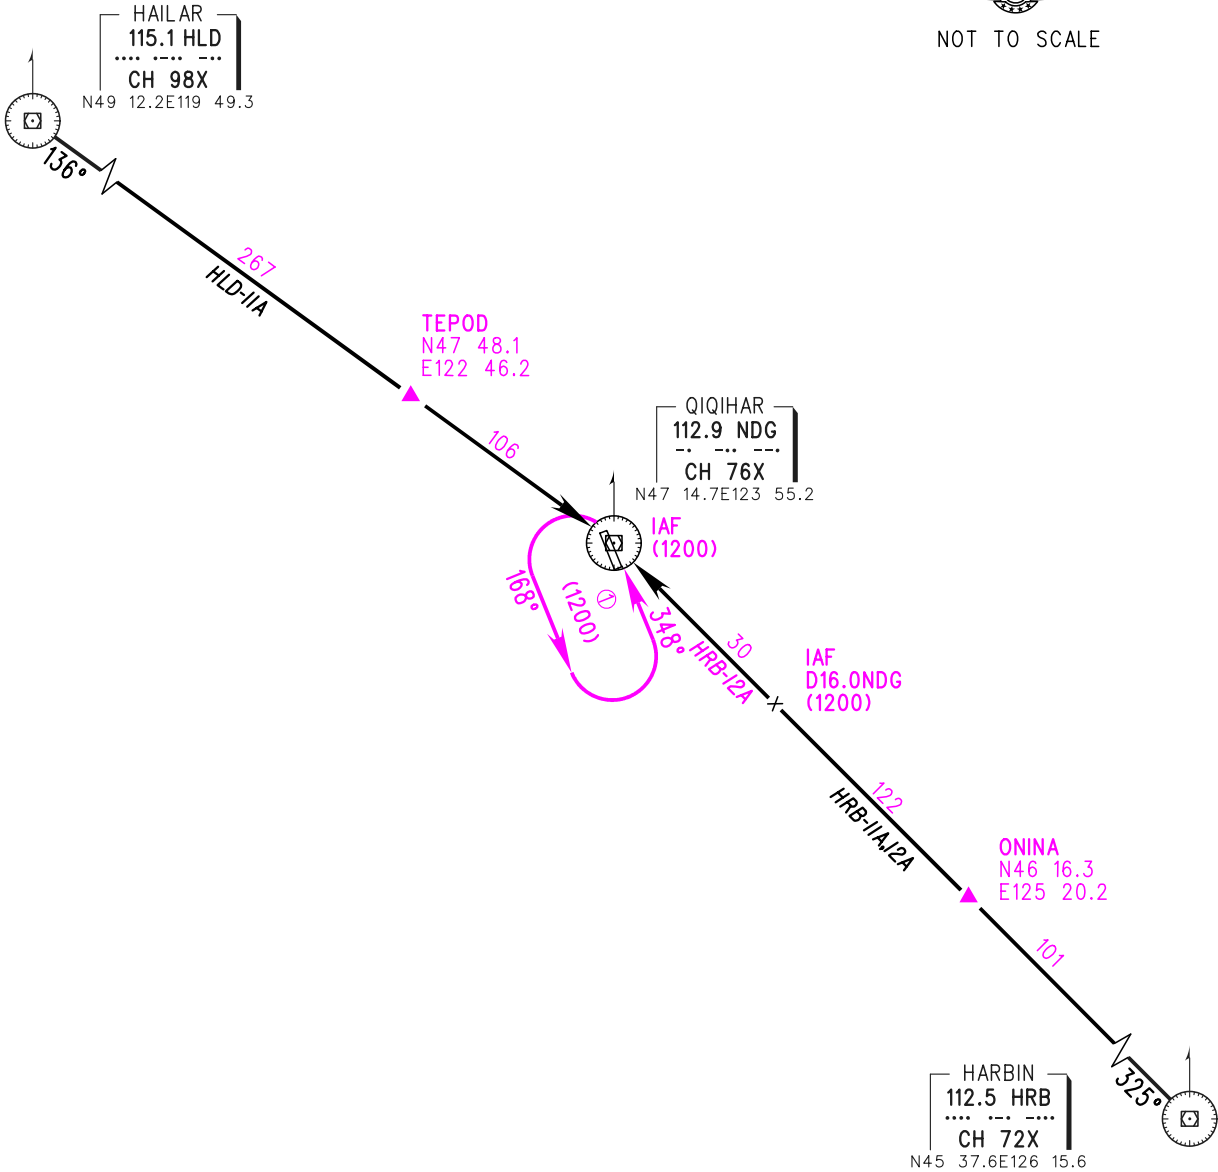 HAILAR
115.1 HLD
CH 98X
N49 12.2E119 49.3
NOT TO SCALE
136°
267
HLD-11A
TEPOD
N47 48.1
E122 46.2
106
QIQIHAR
112.9 NDG
CH 76X
N47 14.7E123 55.2
IAF
(1200)
168°
(1200)
1
348°
30
HRB-12A
IAF
D16.0NDG
(1200)
122
HRB-11A,12A
ONINA
N46 16.3
E125 20.2
101
325°
HARBIN
112.5 HRB
CH 72X
N45 37.6E126 15.6